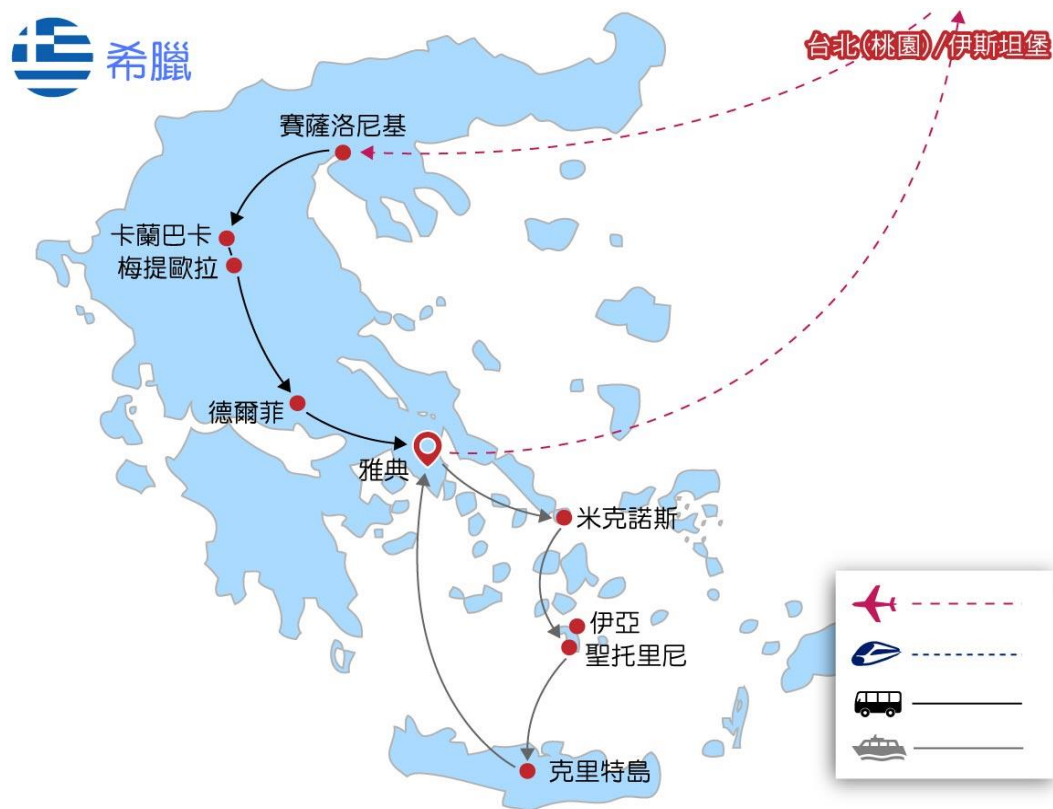 希臘
台北(桃園)/伊斯坦堡
賽薩洛尼基
卡蘭巴卡
梅提歐拉
德爾菲
雅典
米克諾斯
伊亞
聖托里尼
克里特島